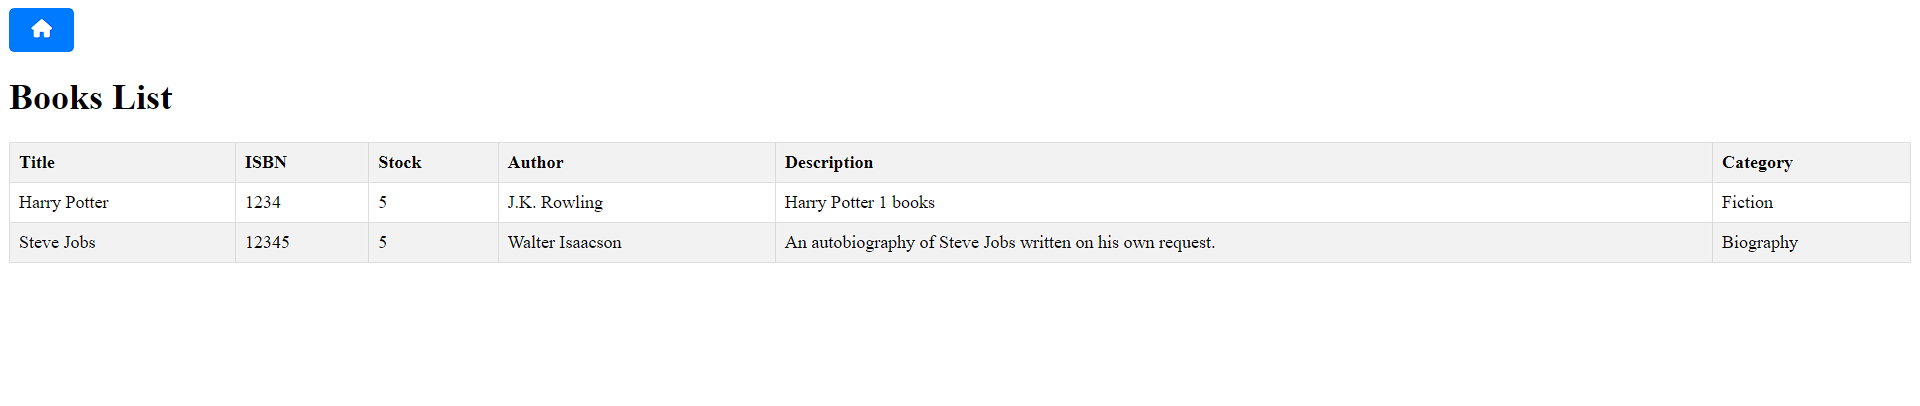 Books List
Title ISBN Stock Author Description Category
Harry Potter 1234 5 J.K. Rowling Harry Potter 1 books Fiction
Steve Jobs 12345 5 Walter Isaacson An autobiography of Steve Jobs written on his own request. Biography